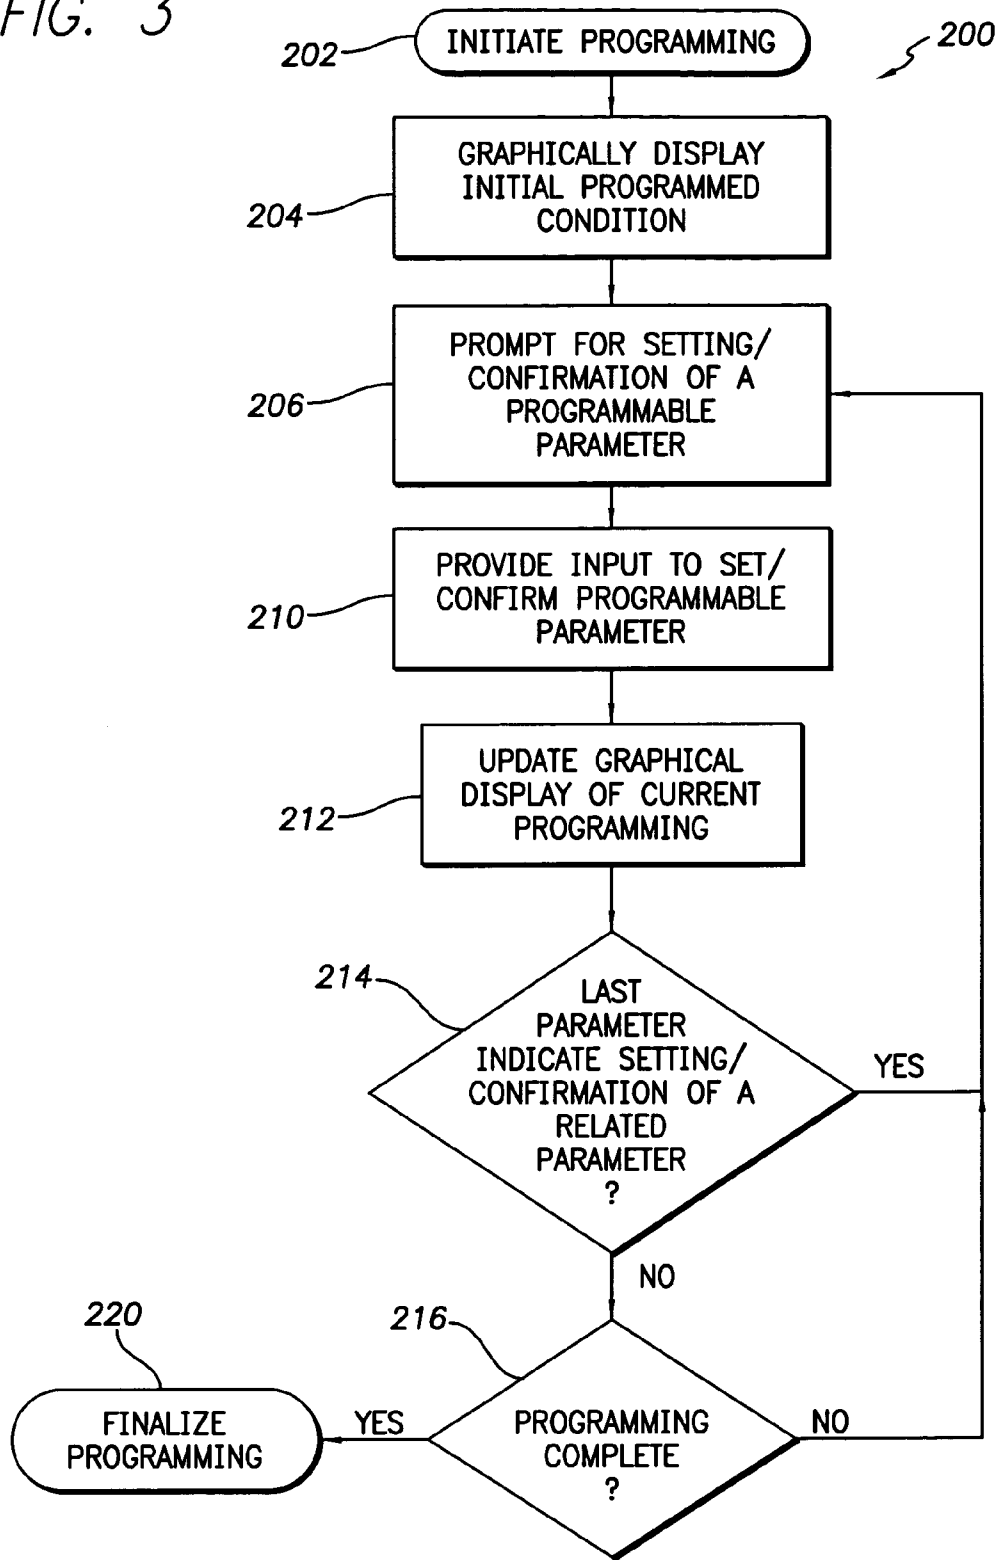 FIG. 3
202
INITIATE PROGRAMMING
200
204
GRAPHICALLY DISPLAY
INITIAL PROGRAMMED
CONDITION
206
PROMPT FOR SETTING/
CONFIRMATION OF A
PROGRAMMABLE
PARAMETER
210
PROVIDE INPUT TO SET/
CONFIRM PROGRAMMABLE
PARAMETER
212
UPDATE GRAPHICAL
DISPLAY OF CURRENT
PROGRAMMING
214
LAST
PARAMETER
INDICATE SETTING/
CONFIRMATION OF A
RELATED
PARAMETER
?
YES
NO
216
PROGRAMMING
COMPLETE
?
NO
YES
220
FINALIZE
PROGRAMMING